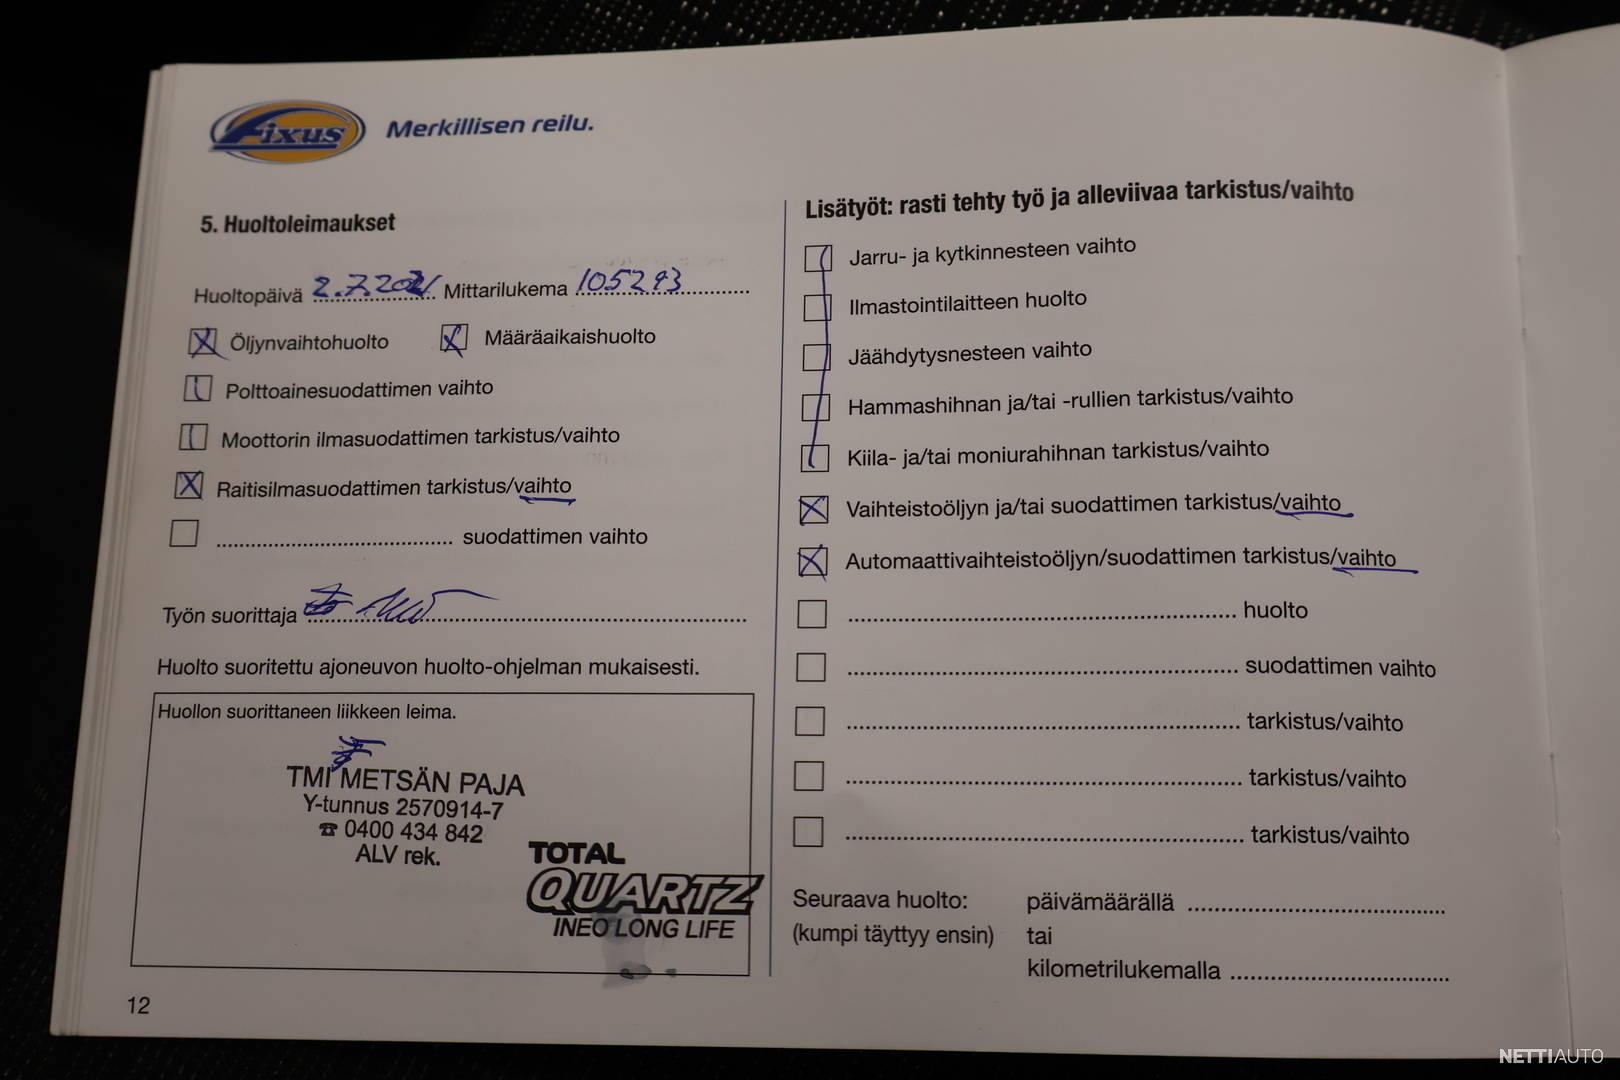 Fixus
Merkillisen reilu.
5. Huoltoleimaukset
Huoltopäivä 2.7.2021 Mittarilukema 105293
Öljynvaihtohuolto Määräaikaishuolto
Polttoainesuodattimen vaihto
Moottorin ilmasuodattimen tarkistus/vaihto
Raitisilmasuodattimen tarkistus/vaihto
suodattimen vaihto
Työn suorittaja
Huolto suoritettu ajoneuvon huolto-ohjelman mukaisesti.
Huollon suorittaneen liikkeen leima.
TMI METSÄN PAJA
Y-tunnus 2570914-7
☎ 0400 434 842
ALV rek.
TOTAL
QUARTZ
INEO LONG LIFE
12
Lisätyöt: rasti tehty työ ja alleviivaa tarkistus/vaihto
Jarru- ja kytkinnesteen vaihto
Ilmastointilaitteen huolto
Jäähdytysnesteen vaihto
Hammashihnan ja/tai -rullien tarkistus/vaihto
Kiila- ja/tai moniurahihnan tarkistus/vaihto
Vaihteistoöljyn ja/tai suodattimen tarkistus/vaihto
Automaattivaihteistoöljyn/suodattimen tarkistus/vaihto
huolto
suodattimen vaihto
tarkistus/vaihto
tarkistus/vaihto
tarkistus/vaihto
Seuraava huolto: päivämäärällä
(kumpi täyttyy ensin) tai
kilometrilukemalla
NETTIAUTO